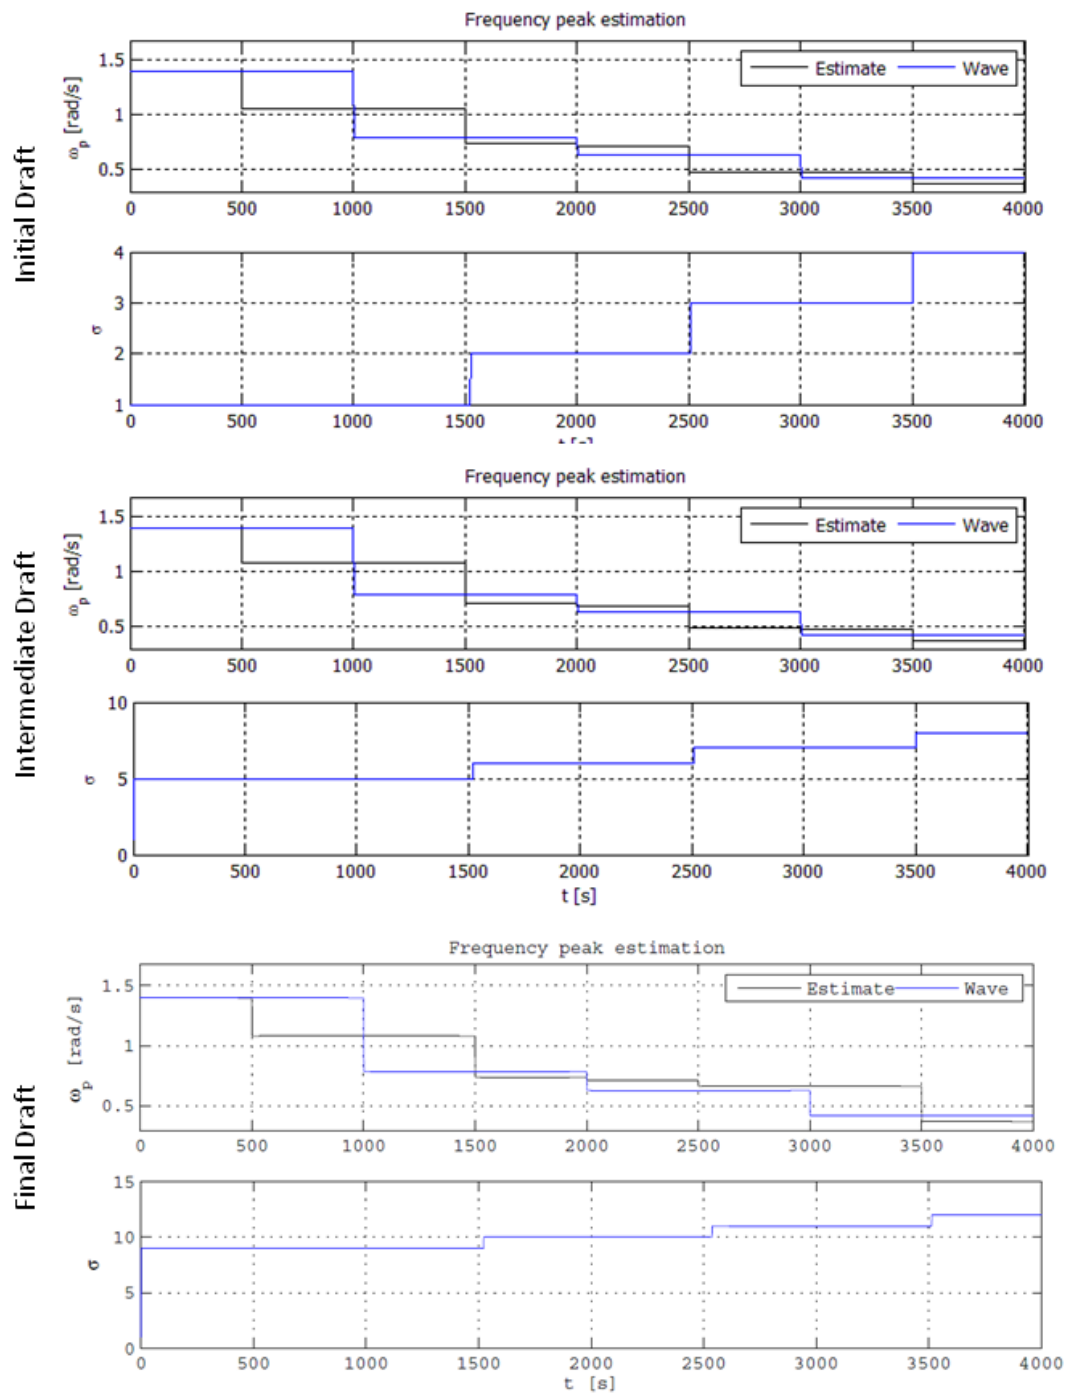 Initial Draft
Frequency peak estimation
ωp [rad/s]
1.5
1
0.5
Estimate Wave
0 500 1000 1500 2000 2500 3000 3500 4000
σ
4
3
2
1
0 500 1000 1500 2000 2500 3000 3500 4000
t [s]
Intermediate Draft
Frequency peak estimation
ωp [rad/s]
1.5
1
0.5
Estimate Wave
0 500 1000 1500 2000 2500 3000 3500 4000
σ
10
5
0
0 500 1000 1500 2000 2500 3000 3500 4000
t [s]
Final Draft
Frequency peak estimation
ωp [rad/s]
1.5
1
0.5
Estimate Wave
0 500 1000 1500 2000 2500 3000 3500 4000
σ
15
10
5
0
0 500 1000 1500 2000 2500 3000 3500 4000
t [s]